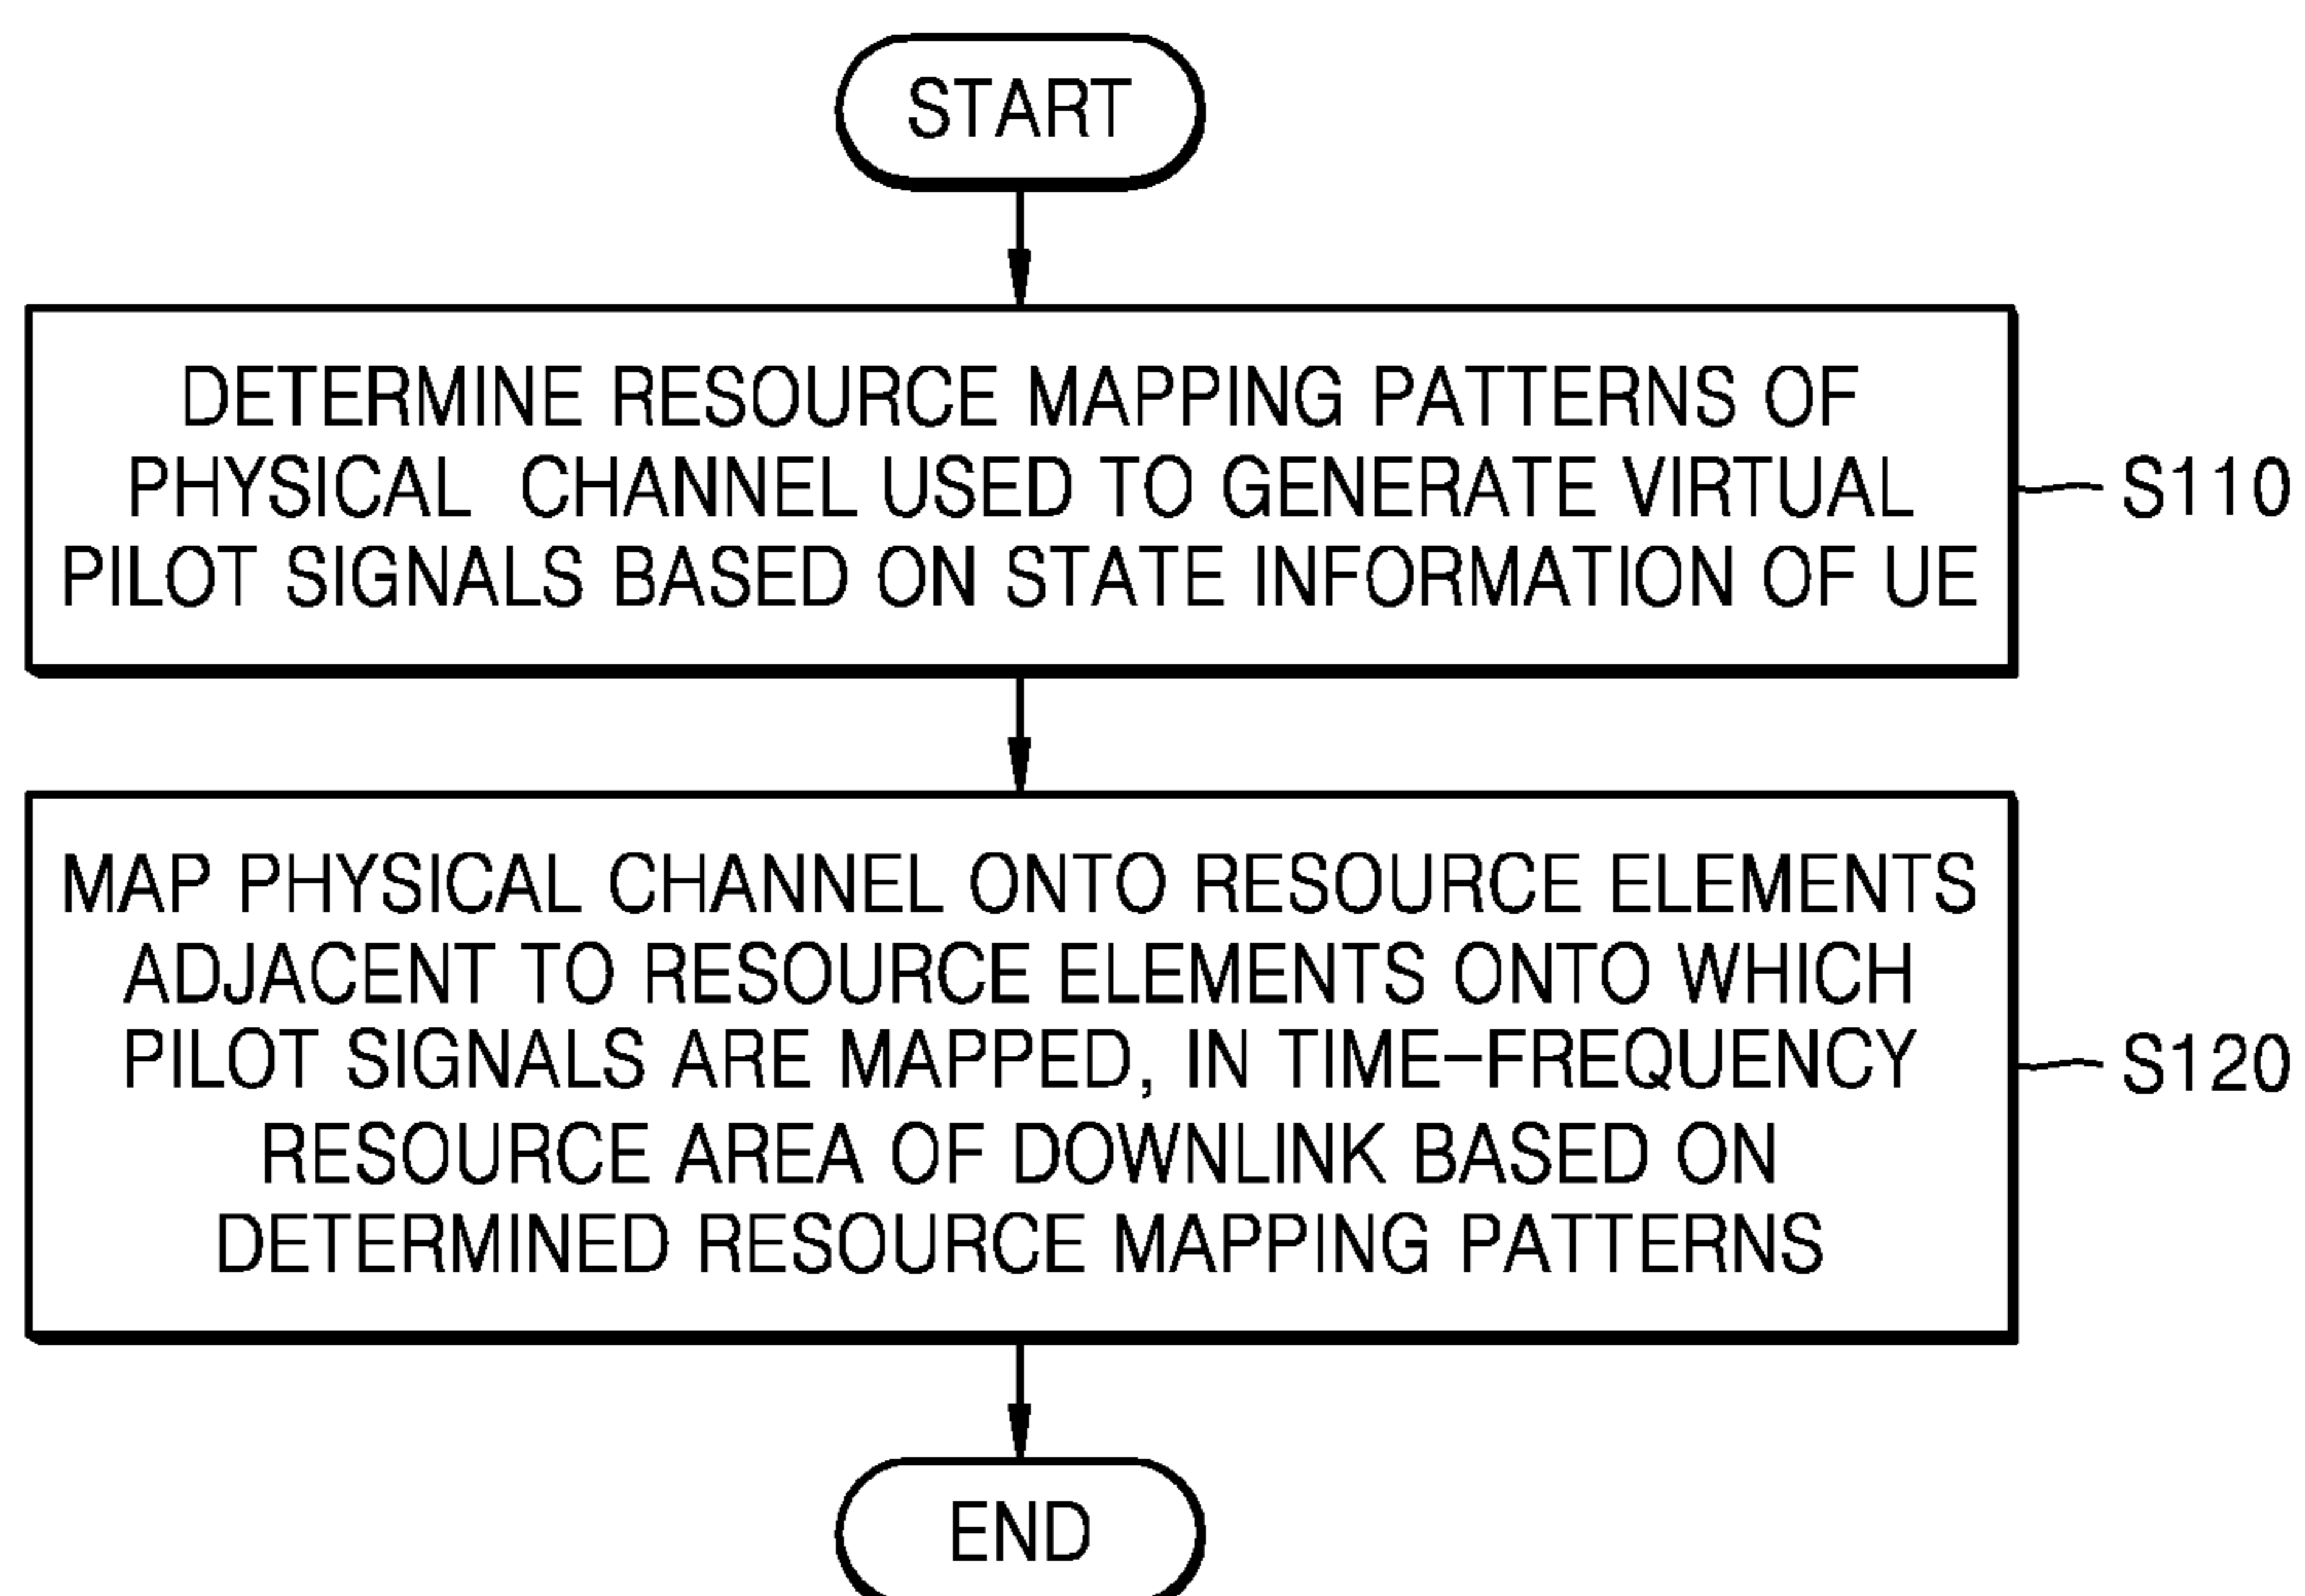 START
DETERMINE RESOURCE MAPPING PATTERNS OF
PHYSICAL CHANNEL USED TO GENERATE VIRTUAL
PILOT SIGNALS BASED ON STATE INFORMATION OF UE
S110
MAP PHYSICAL CHANNEL ONTO RESOURCE ELEMENTS
ADJACENT TO RESOURCE ELEMENTS ONTO WHICH
PILOT SIGNALS ARE MAPPED, IN TIME-FREQUENCY
RESOURCE AREA OF DOWNLINK BASED ON
DETERMINED RESOURCE MAPPING PATTERNS
S120
END